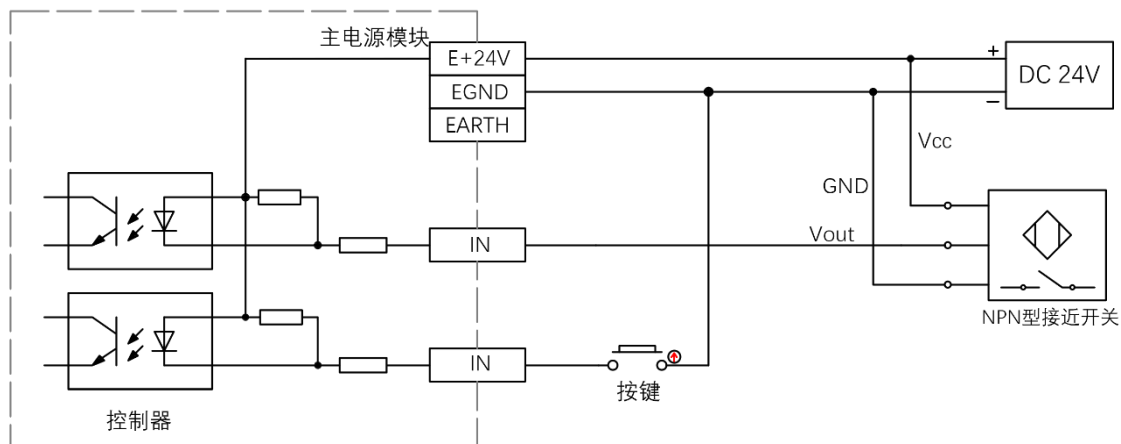 主电源模块
E+24V
EGND
EARTH
+
DC 24V
−
Vcc
GND
IN
Vout
NPN型接近开关
IN
按键
控制器